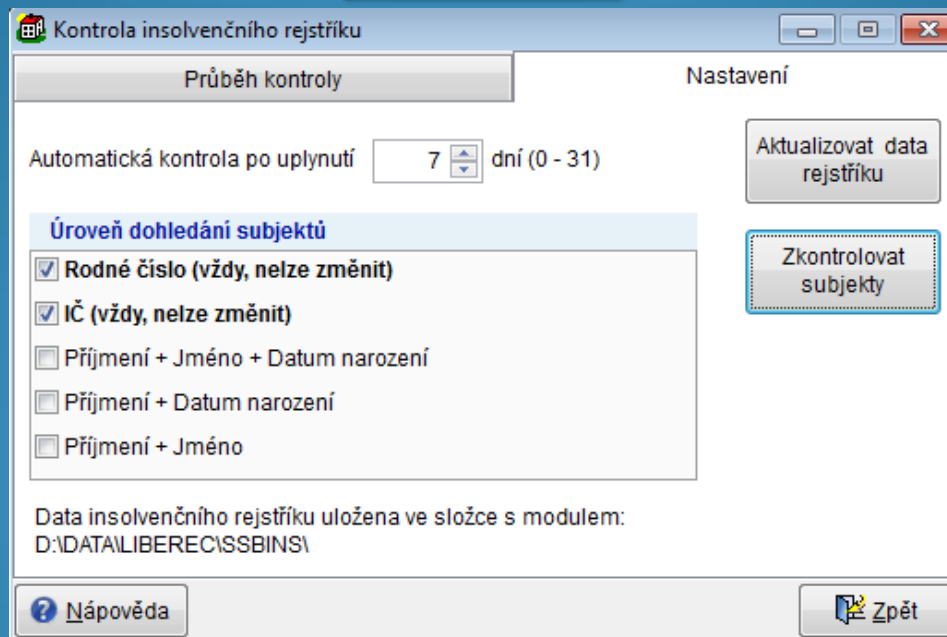 Kontrola insolvenčního rejstříku
Průběh kontroly
Nastavení
Automatická kontrola po uplynutí 7 dní (0 - 31)
Aktualizovat data
rejstříku
Úroveň dohledání subjektů
Rodné číslo (vždy, nelze změnit)
IČ (vždy, nelze změnit)
Příjmení + Jméno + Datum narození
Příjmení + Datum narození
Příjmení + Jméno
Zkontrolovat
subjekty
Data insolvenčního rejstříku uložena ve složce s modulem:
D:\DATA\LIBEREC\SSBINS\
Nápověda
Zpět